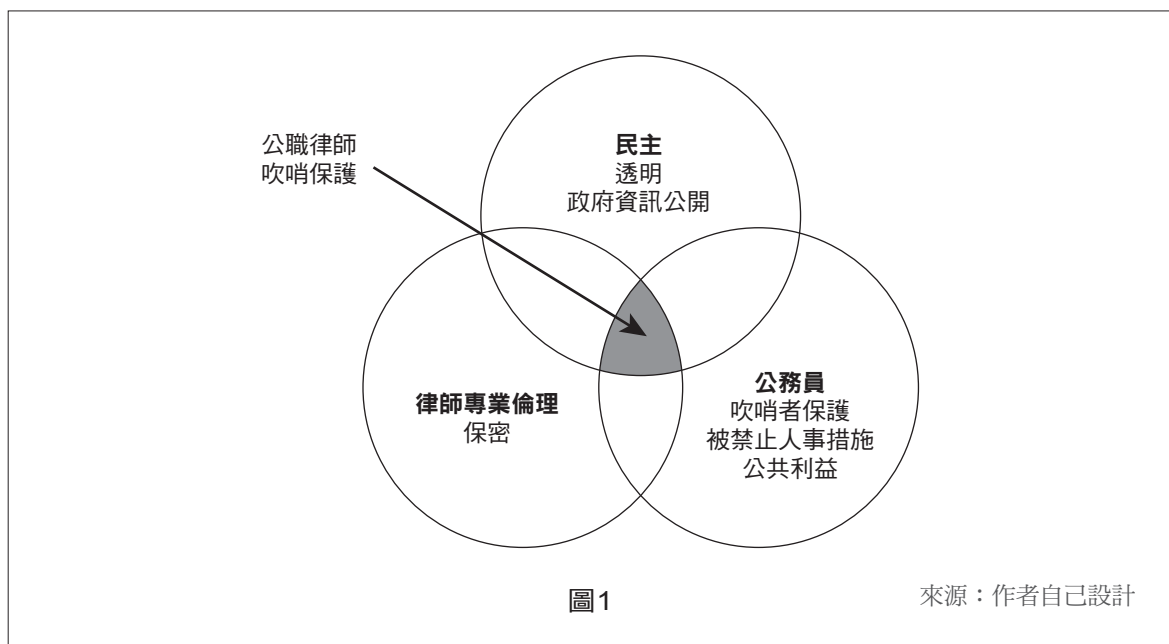 公職律師
吹哨保護
民主
透明
政府資訊公開
律師專業倫理
保密
公務員
吹哨者保護
被禁止人事措施
公共利益
圖1
來源：作者自己設計